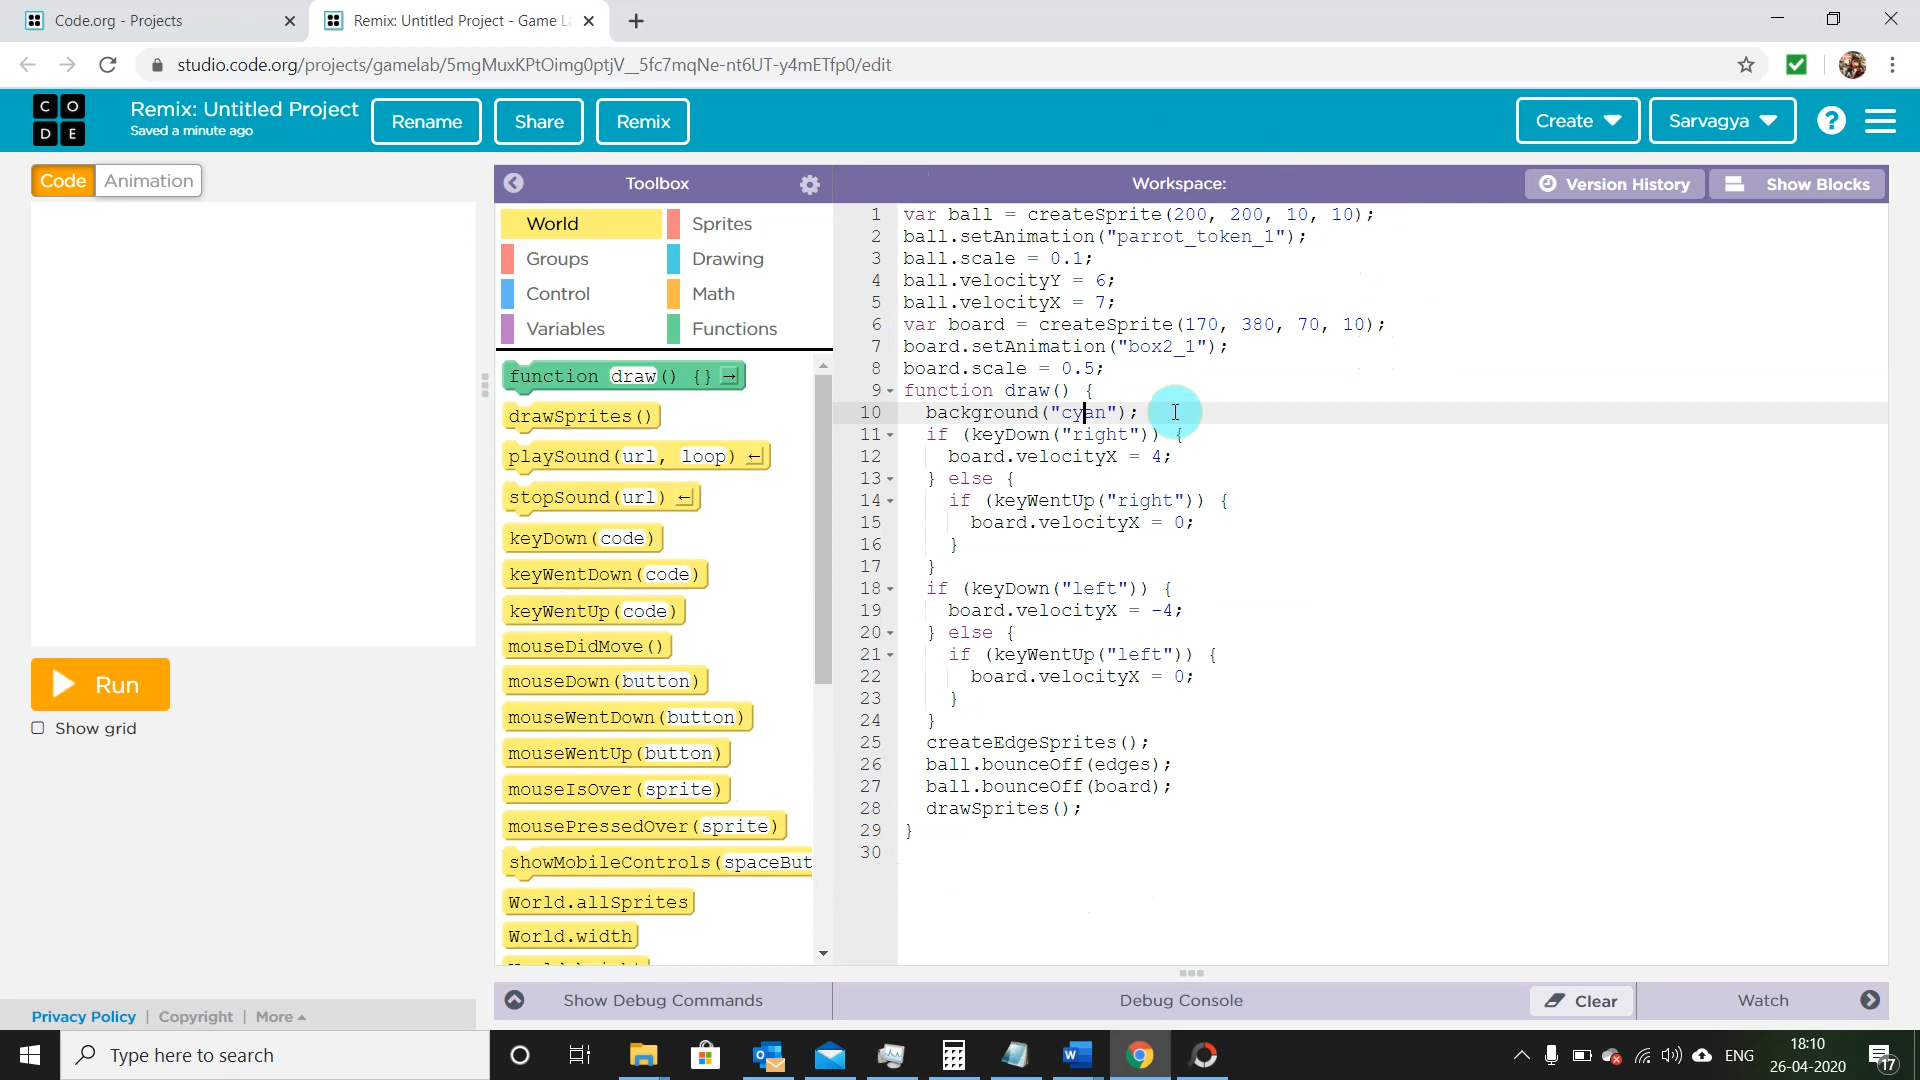 Code.org - Projects
Remix: Untitled Project - Game L
studio.code.org/projects/gamelab/5mgMuxKPtOimg0ptjV__5fc7mqNe-nt6UT-y4mETfp0/edit
C O
D E
Remix: Untitled Project
Saved a minute ago
Rename
Share
Remix
Create
Sarvagya
?
Code
Animation
Toolbox
Workspace:
Version History
Show Blocks
World
Sprites
Groups
Drawing
Control
Math
Variables
Functions
function draw() {}
drawSprites()
playSound(url, loop)
stopSound(url)
keyDown(code)
keyWentDown(code)
keyWentUp(code)
mouseDidMove()
mouseDown(button)
mouseWentDown(button)
mouseWentUp(button)
mouseIsOver(sprite)
mousePressedOver(sprite)
showMobileControls(spaceBut
World.allSprites
World.width
1 var ball = createSprite(200, 200, 10, 10);
2 ball.setAnimation("parrot_token_1");
3 ball.scale = 0.1;
4 ball.velocityY = 6;
5 ball.velocityX = 7;
6 var board = createSprite(170, 380, 70, 10);
7 board.setAnimation("box2_1");
8 board.scale = 0.5;
9 function draw() {
10 background("cyan");
11 if (keyDown("right")) {
12 board.velocityX = 4;
13 } else {
14 if (keyWentUp("right")) {
15 board.velocityX = 0;
16 }
17 }
18 if (keyDown("left")) {
19 board.velocityX = -4;
20 } else {
21 if (keyWentUp("left")) {
22 board.velocityX = 0;
23 }
24 }
25 createEdgeSprites();
26 ball.bounceOff(edges);
27 ball.bounceOff(board);
28 drawSprites();
29 }
30
Run
Show grid
Show Debug Commands
Debug Console
Clear
Watch
Privacy Policy | Copyright | More
Type here to search
ENG
18:10
26-04-2020
17